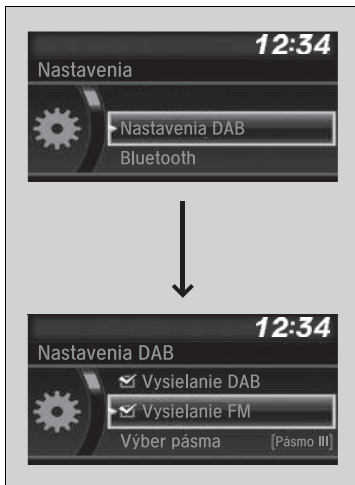 12:34
Nastavenia
Nastavenia DAB
Bluetooth
12:34
Nastavenia DAB
Vysielanie DAB
Vysielanie FM
Výber pásma [Pásmo III]